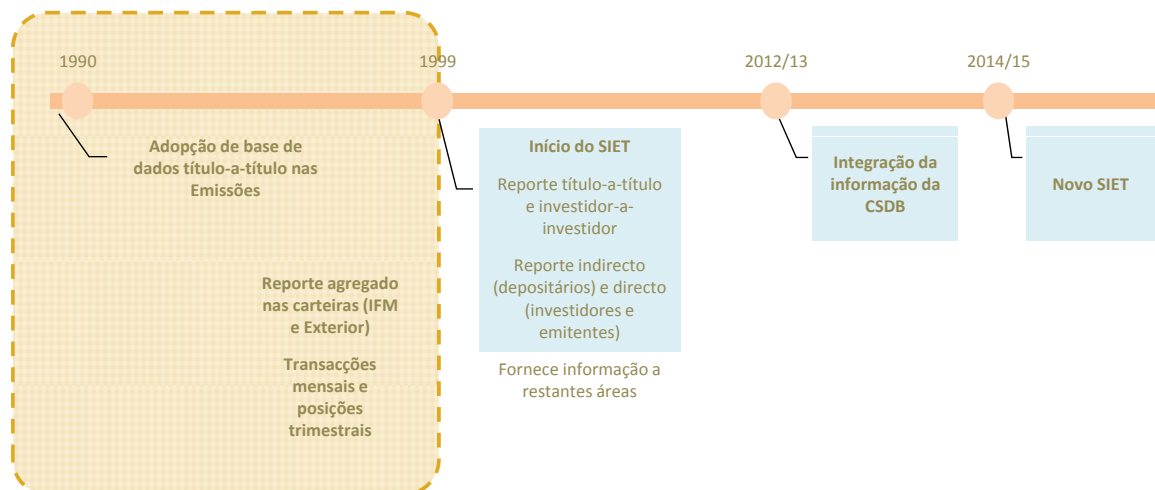 1990
1999
2012/13
2014/15
Adopção de base de
dados título-a-título nas
Emissões
Reporte agregado
nas carteiras (IFM
e Exterior)
Transacções
mensais e
posições
trimestrais
Início do SIET
Reporte título-a-título
e investidor-a-
investidor
Reporte indirecto
(depositários) e directo
(investidores e
emitentes)
Fornece informação a
restantes áreas
Integração da
informação da
CSDB
Novo SIET